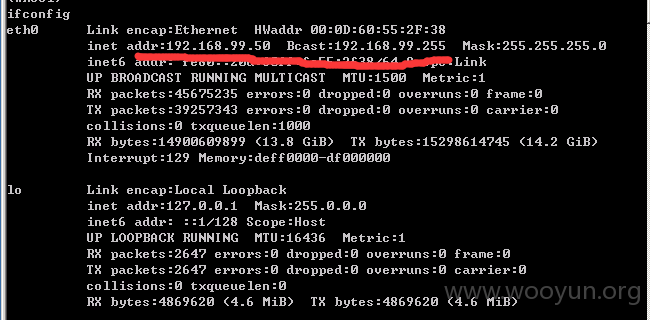 ifconfig
eth0 Link encap:Ethernet HWaddr 00:0D:60:55:2F:38
inet addr:192.168.99.50 Bcast:192.168.99.255 Mask:255.255.255.0
inet6 addr:
UP BROADCAST RUNNING MULTICAST MTU:1500 Metric:1
RX packets:45675235 errors:0 dropped:0 overruns:0 frame:0
TX packets:39257343 errors:0 dropped:0 overruns:0 carrier:0
collisions:0 txqueuelen:1000
RX bytes:14900609899 (13.8 GiB) TX bytes:15298614745 (14.2 GiB)
Interrupt:129 Memory:deff0000-df000000
lo Link encap:Local Loopback
inet addr:127.0.0.1 Mask:255.0.0.0
inet6 addr: ::1/128 Scope:Host
UP LOOPBACK RUNNING MTU:16436 Metric:1
RX packets:2647 errors:0 dropped:0 overruns:0 frame:0
TX packets:2647 errors:0 dropped:0 overruns:0 carrier:0
collisions:0 txqueuelen:0
RX bytes:4869620 (4.6 MiB) TX bytes:4869620 (4.6 MiB)
www.wooyun.org